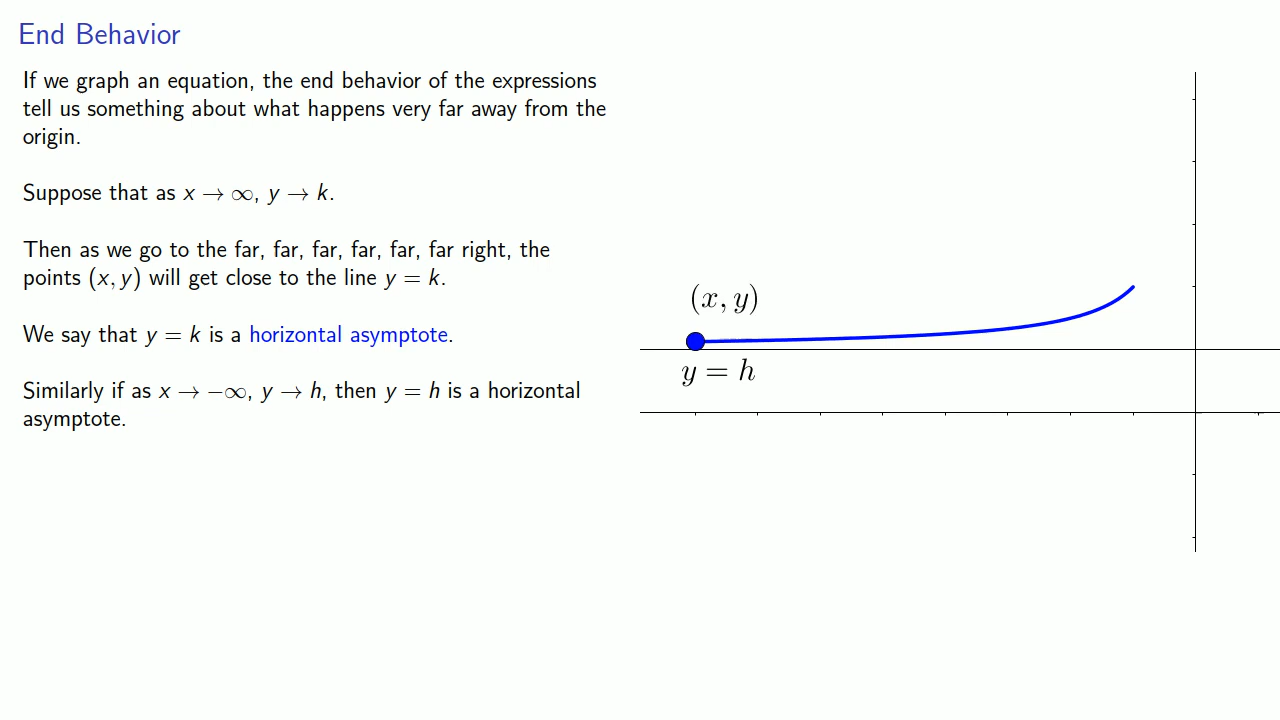 End Behavior
If we graph an equation, the end behavior of the expressions
tell us something about what happens very far away from the
origin.
Suppose that as x → ∞, y → k.
Then as we go to the far, far, far, far, far, far right, the
points (x, y) will get close to the line y = k.
We say that y = k is a horizontal asymptote.
Similarly if as x → −∞, y → h, then y = h is a horizontal
asymptote.
(x, y)
y = h